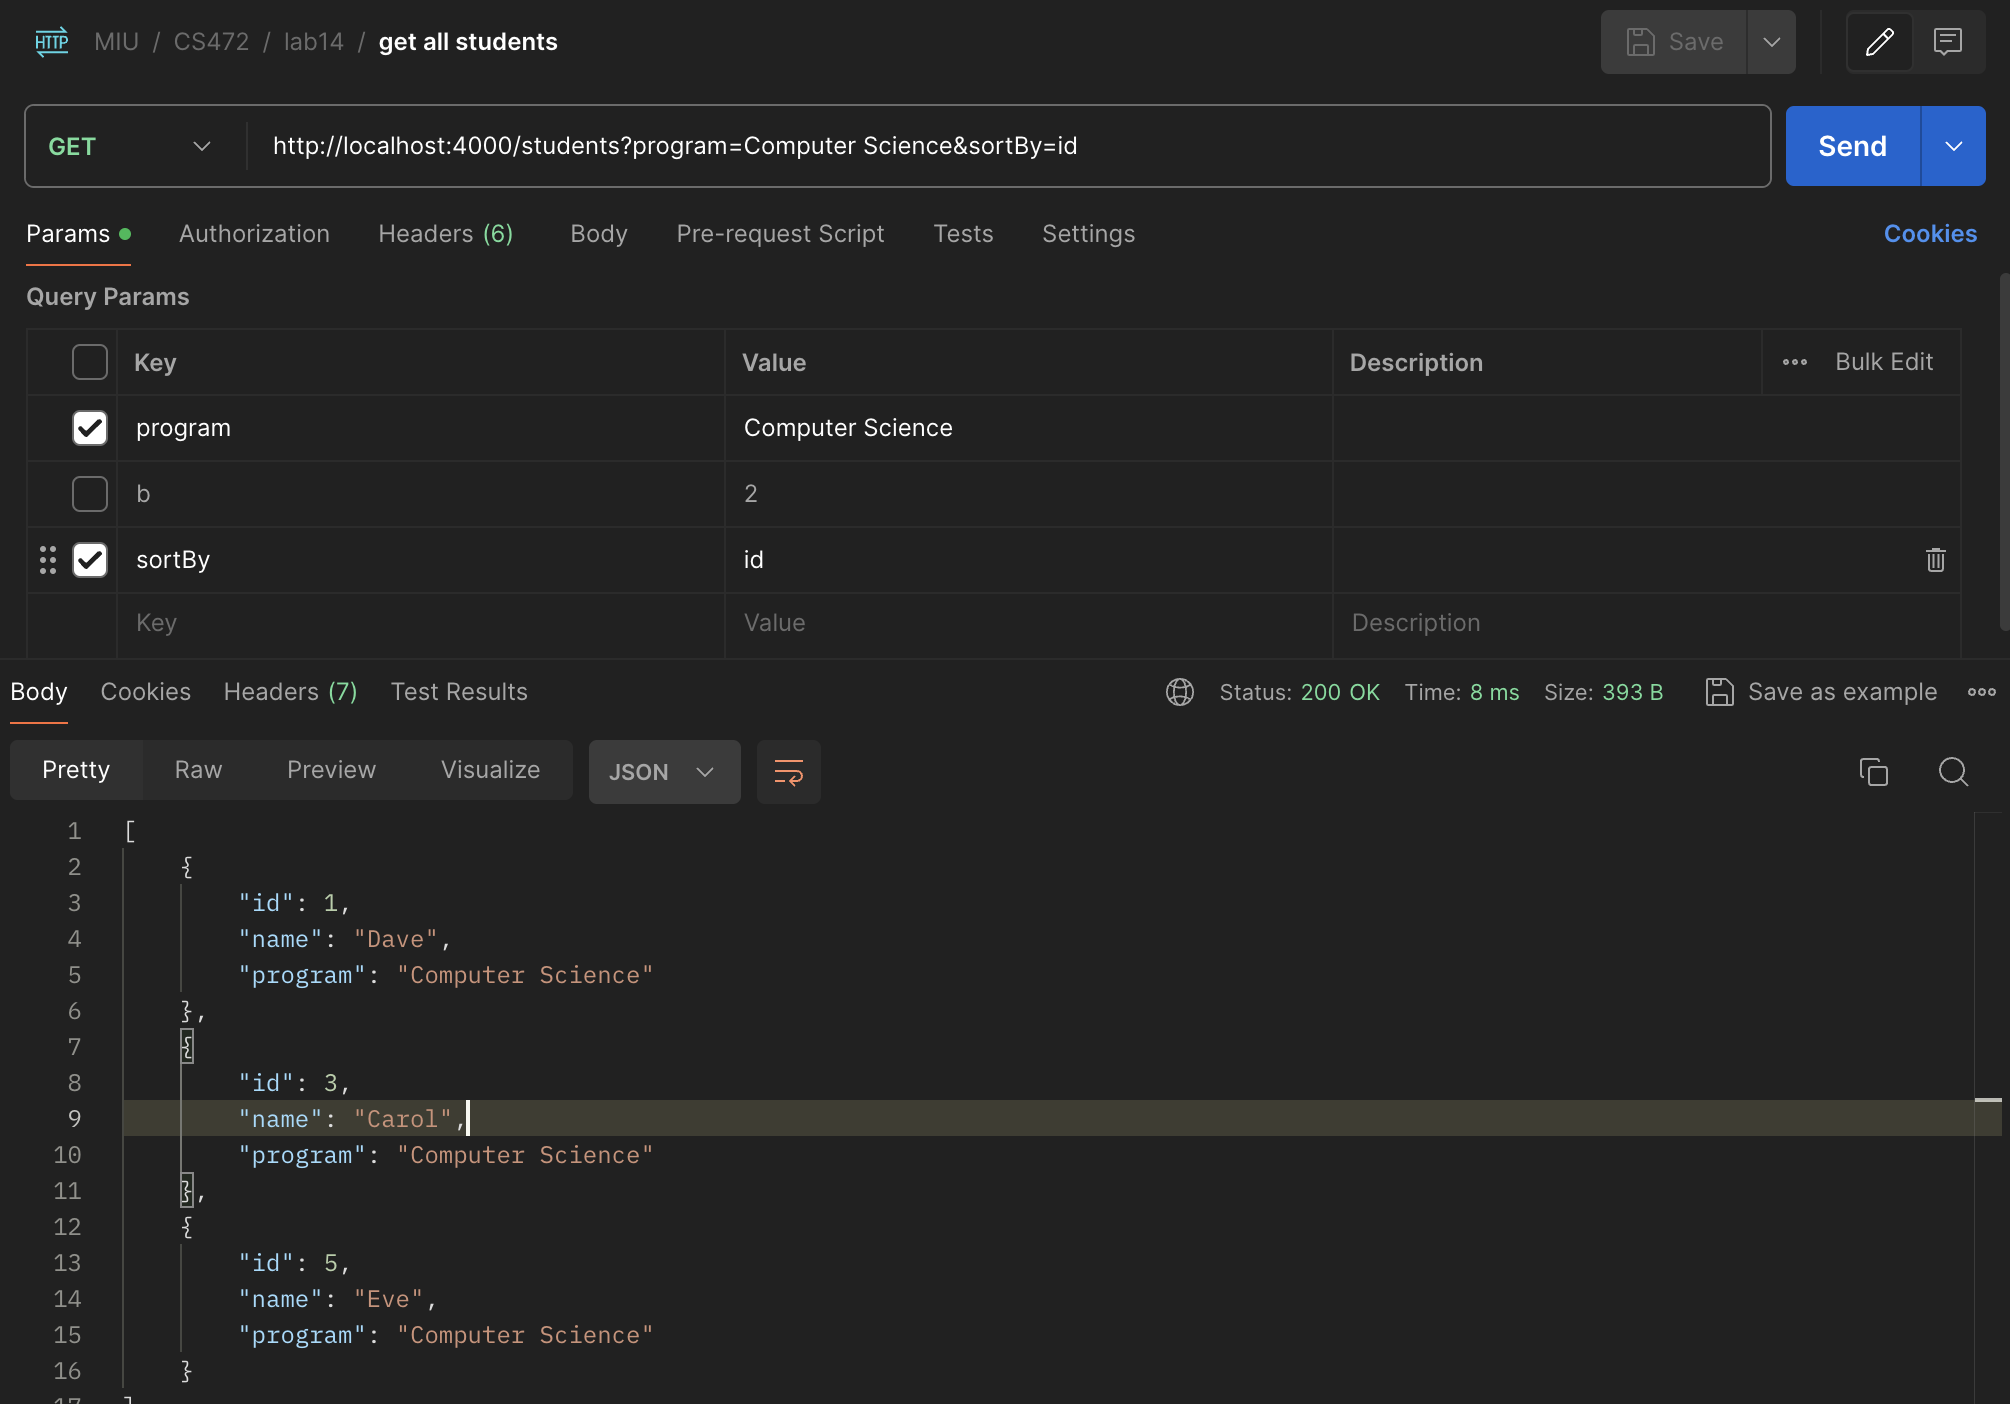 HTTP MIU / CS472 / lab14 / get all students Save
GET http://localhost:4000/students?program=Computer Science&sortBy=id Send
Params Authorization Headers (6) Body Pre-request Script Tests Settings Cookies
Query Params
Key Value Description Bulk Edit
program Computer Science
b 2
sortBy id
Key Value Description
Body Cookies Headers (7) Test Results Status: 200 OK Time: 8 ms Size: 393 B Save as example
Pretty Raw Preview Visualize JSON
1 [
2 {
3 "id": 1,
4 "name": "Dave",
5 "program": "Computer Science"
6 },
7 {
8 "id": 3,
9 "name": "Carol",
10 "program": "Computer Science"
11 },
12 {
13 "id": 5,
14 "name": "Eve",
15 "program": "Computer Science"
16 }
17 ]